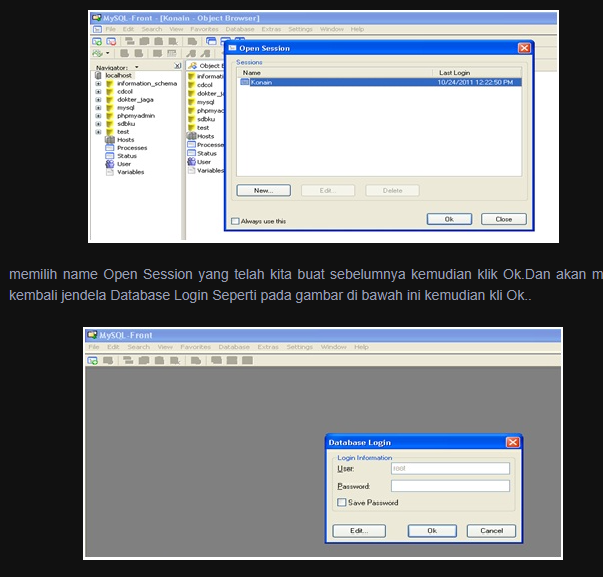 MySQL-Front - [Konain - Object Browser]
File Edit Search View Favorites Database Extras Settings Window Help
Navigator:
localhost
information_schema
cdcol
dokter_jaga
mysql
phpmyadmin
sdbku
test
Hosts
Processes
Status
User
Variables
Object B
informati
cdcol
dokter_j
mysql
phpmyac
sdbku
test
Hosts
Processe
Status
User
Variables
Open Session
Sessions
Name Last Login
Konain 10/24/2011 12:22:50 PM
New... Edit... Delete
Always use this Ok Close
memilih name Open Session yang telah kita buat sebelumnya kemudian klik Ok.Dan akan m
kembali jendela Database Login Seperti pada gambar di bawah ini kemudian kli Ok..
MySQL-Front
File Edit Search View Favorites Database Extras Settings Window Help
Database Login
Login Information
User: root
Password:
Save Password
Edit... Ok Cancel